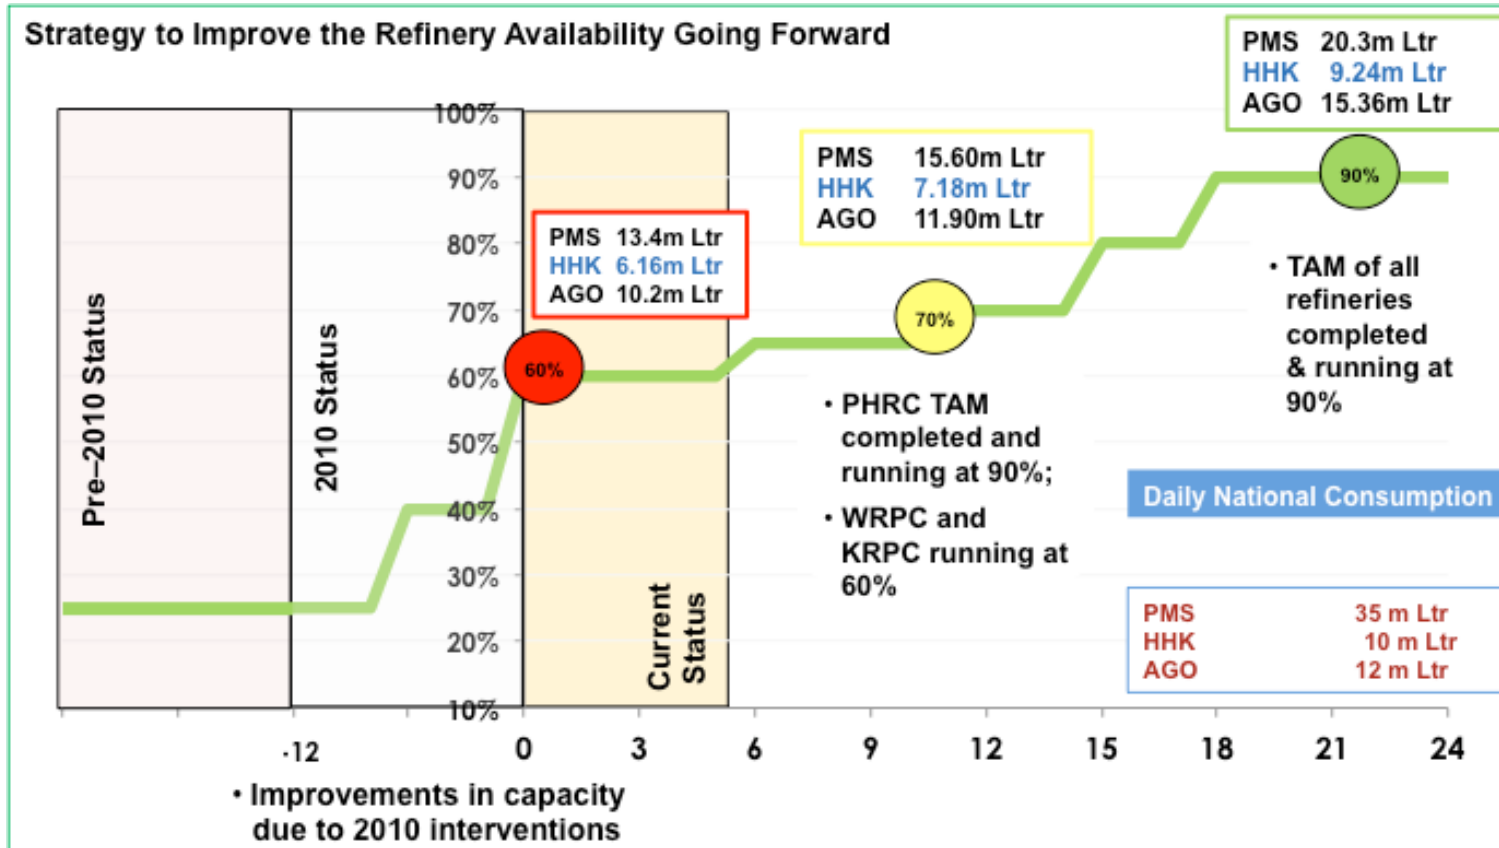 Strategy to Improve the Refinery Availability Going Forward
PMS 20.3m Ltr
HHK 9.24m Ltr
AGO 15.36m Ltr
PMS 15.60m Ltr
HHK 7.18m Ltr
AGO 11.90m Ltr
PMS 13.4m Ltr
HHK 6.16m Ltr
AGO 10.2m Ltr
100%
90%
80%
70%
60%
50%
40%
30%
20%
10%
60%
70%
90%
Pre–2010 Status
2010 Status
Current
Status
• PHRC TAM
completed and
running at 90%;
• WRPC and
KRPC running at
60%
• TAM of all
refineries
completed
& running at
90%
Daily National Consumption
PMS 35 m Ltr
HHK 10 m Ltr
AGO 12 m Ltr
-12 0 3 6 9 12 15 18 21 24
• Improvements in capacity
due to 2010 interventions